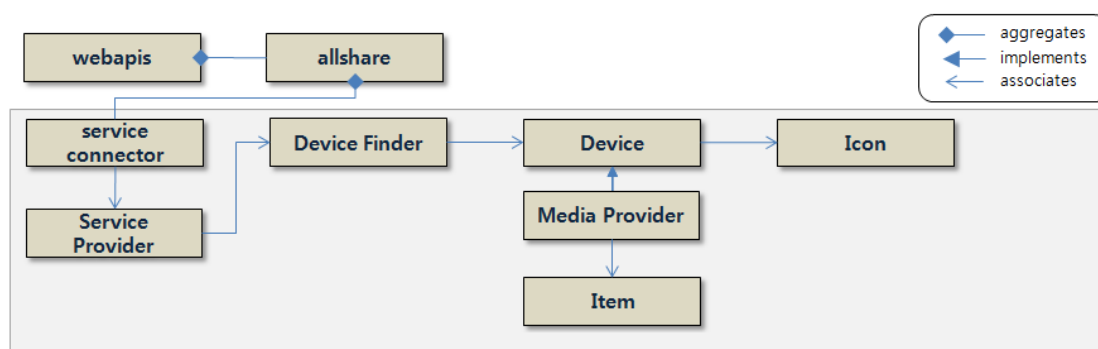 webapis
allshare
aggregates
implements
associates
service
connector
Device Finder
Device
Icon
Service
Provider
Media Provider
Item